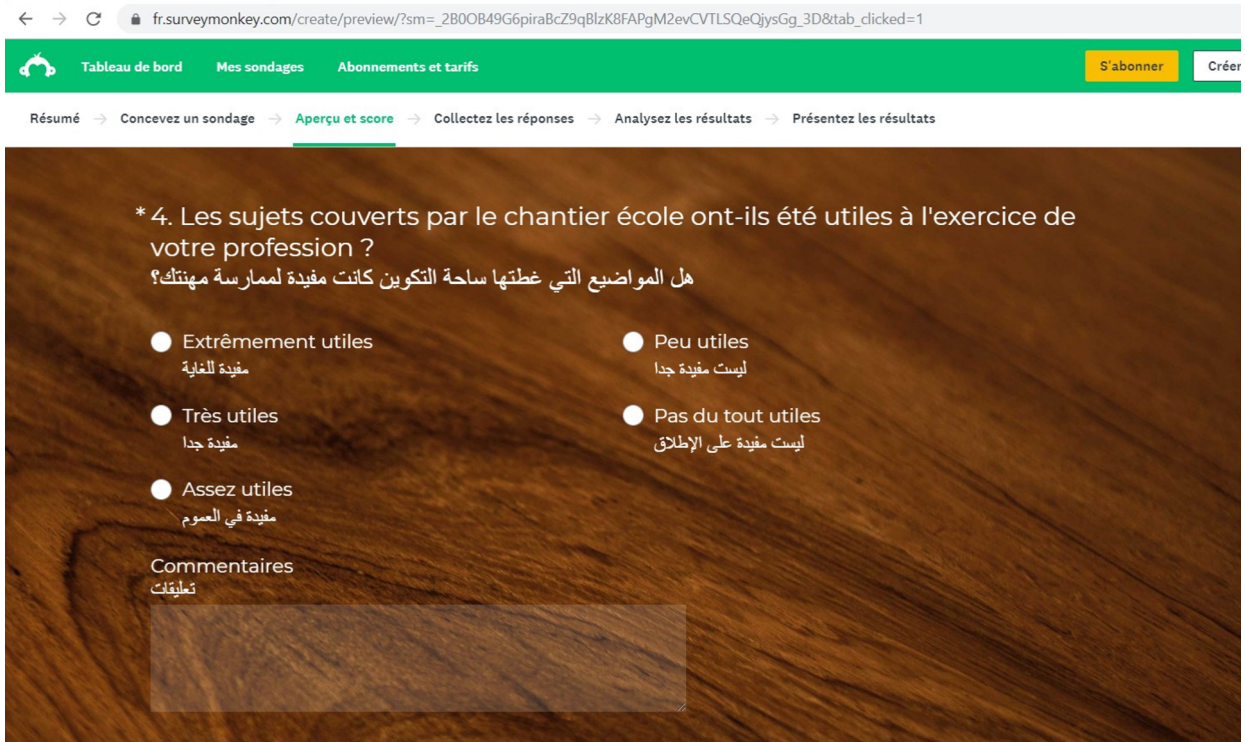 fr.surveymonkey.com/create/preview/?sm=_2B0OB49G6piraBcZ9qBlzK8FAPgM2evCVTLSQeQjysGg_3D&tab_clicked=1
Tableau de bord Mes sondages Abonnements et tarifs S'abonner Créer
Résumé → Concevez un sondage → Aperçu et score → Collectez les réponses → Analysez les résultats → Présentez les résultats
* 4. Les sujets couverts par le chantier école ont-ils été utiles à l'exercice de
votre profession ?
هل المواضيع التي غطتها ساحة التكوين كانت مفيدة لممارسة مهنتك؟
Extrêmement utiles
مفيدة للغاية
Très utiles
مفيدة جدا
Assez utiles
مفيدة في العموم
Peu utiles
ليست مفيدة جدا
Pas du tout utiles
ليست مفيدة على الإطلاق
Commentaires
تعليقات